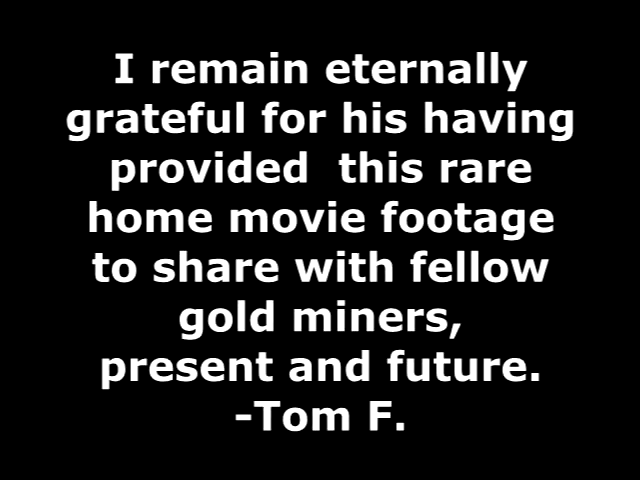 I remain eternally
grateful for his having
provided  this rare
home movie footage
to share with fellow
gold miners,
present and future.
-Tom F.